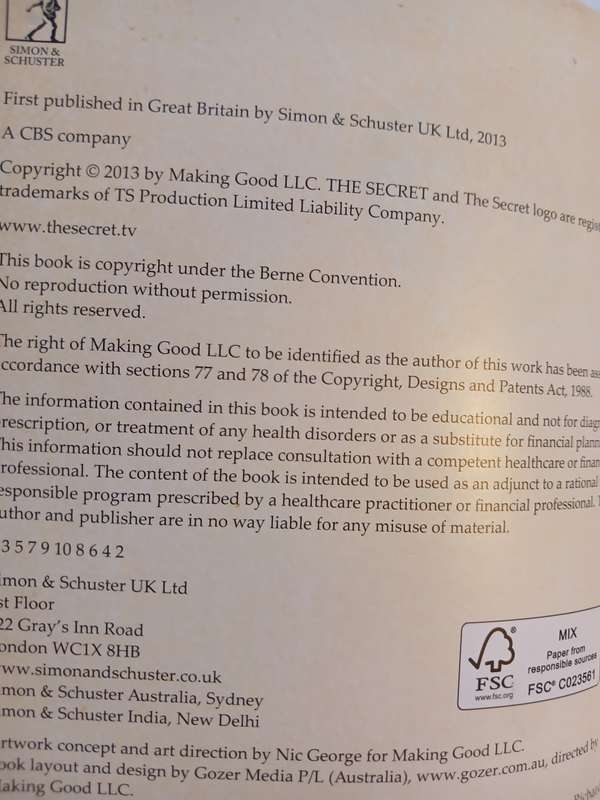 SIMON &
SCHUSTER
First published in Great Britain by Simon & Schuster UK Ltd, 2013
A CBS company
Copyright © 2013 by Making Good LLC. THE SECRET and The Secret logo are regist
trademarks of TS Production Limited Liability Company.
www.thesecret.tv
This book is copyright under the Berne Convention.
No reproduction without permission.
All rights reserved.
The right of Making Good LLC to be identified as the author of this work has been ass
accordance with sections 77 and 78 of the Copyright, Designs and Patents Act, 1988.
The information contained in this book is intended to be educational and not for diagn
prescription, or treatment of any health disorders or as a substitute for financial plann
This information should not replace consultation with a competent healthcare or finan
professional. The content of the book is intended to be used as an adjunct to a rational
responsible program prescribed by a healthcare practitioner or financial professional. T
author and publisher are in no way liable for any misuse of material.
3 5 7 9 10 8 6 4 2
imon & Schuster UK Ltd
st Floor
22 Gray's Inn Road
ondon WC1X 8HB
www.simonandschuster.co.uk
imon & Schuster Australia, Sydney
imon & Schuster India, New Delhi
rtwork concept and art direction by Nic George for Making Good LLC.
ook layout and design by Gozer Media P/L (Australia), www.gozer.com.au, directed by
Making Good LLC.
Richard
FSC
www.fsc.org
MIX
Paper from
responsible sources
FSC® C023561